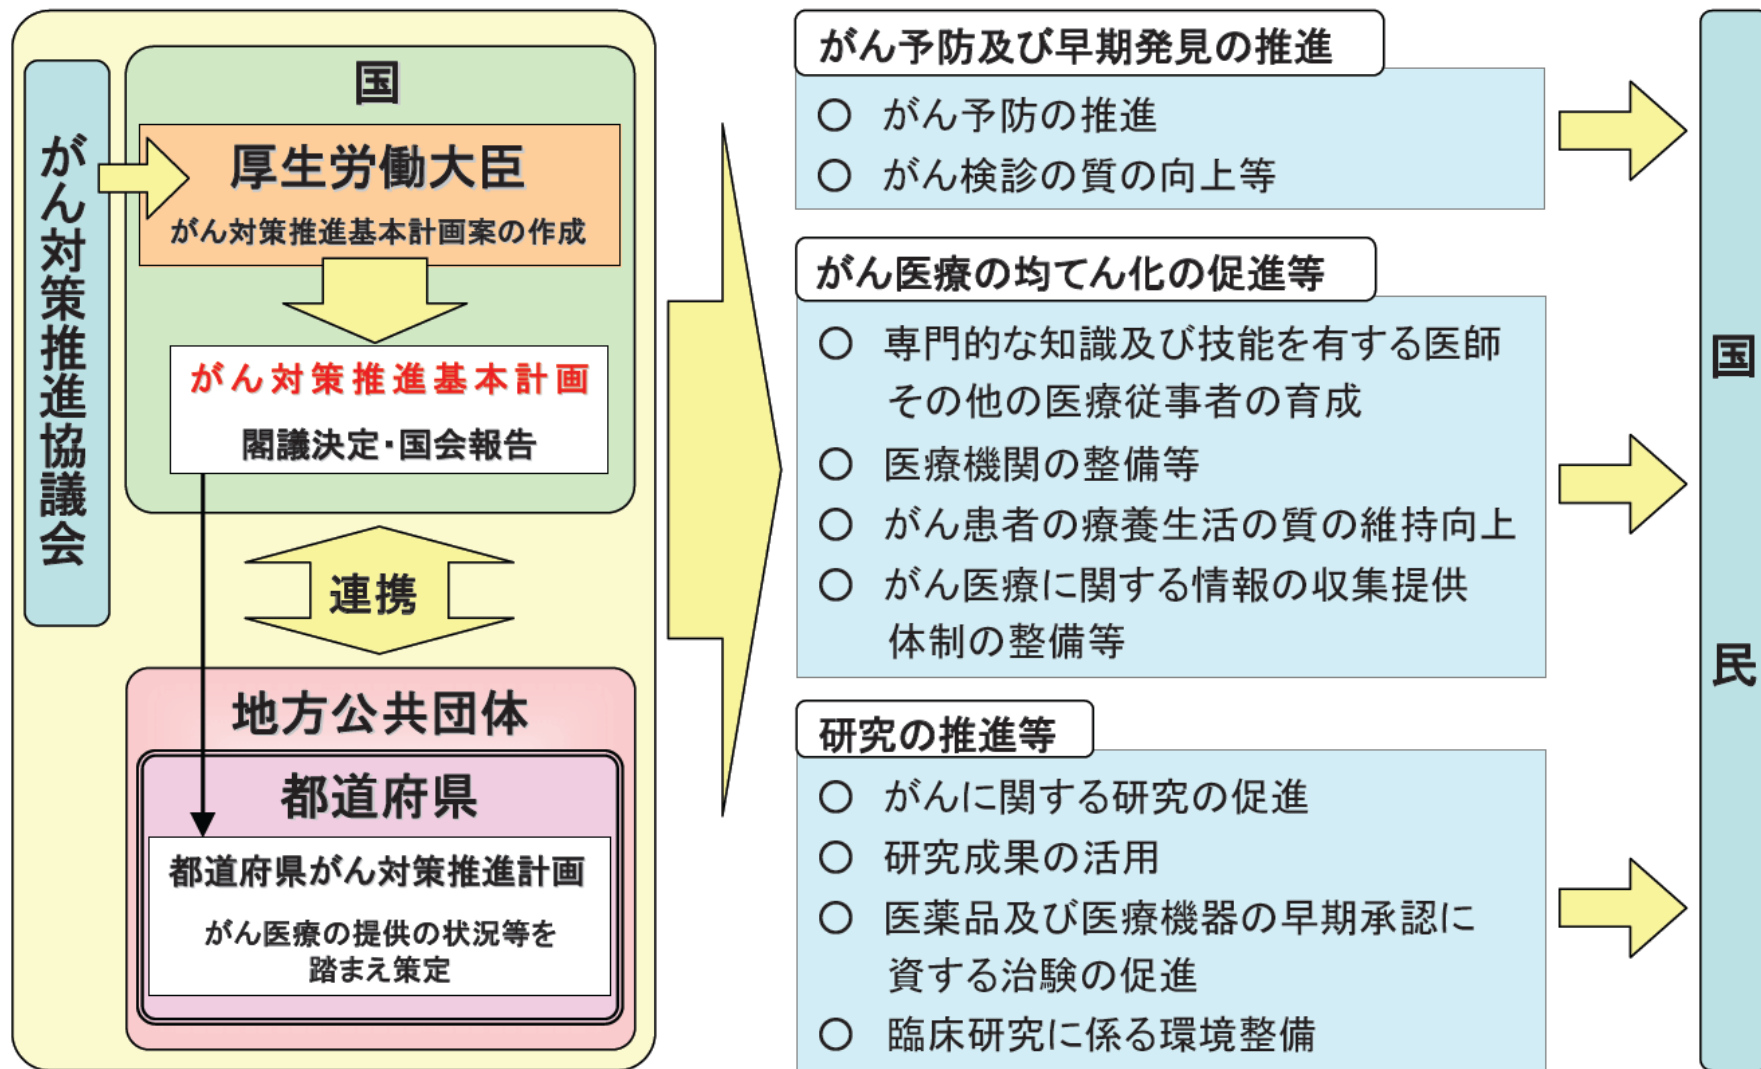 がん対策推進協議会
国
厚生労働大臣
がん対策推進基本計画案の作成
がん対策推進基本計画
閣議決定・国会報告
連携
地方公共団体
都道府県
都道府県がん対策推進計画
がん医療の提供の状況等を
踏まえ策定
がん予防及び早期発見の推進
○ がん予防の推進
○ がん検診の質の向上等
がん医療の均てん化の促進等
○ 専門的な知識及び技能を有する医師
その他の医療従事者の育成
○ 医療機関の整備等
○ がん患者の療養生活の質の維持向上
○ がん医療に関する情報の収集提供
体制の整備等
研究の推進等
○ がんに関する研究の促進
○ 研究成果の活用
○ 医薬品及び医療機器の早期承認に
資する治験の促進
○ 臨床研究に係る環境整備
国民